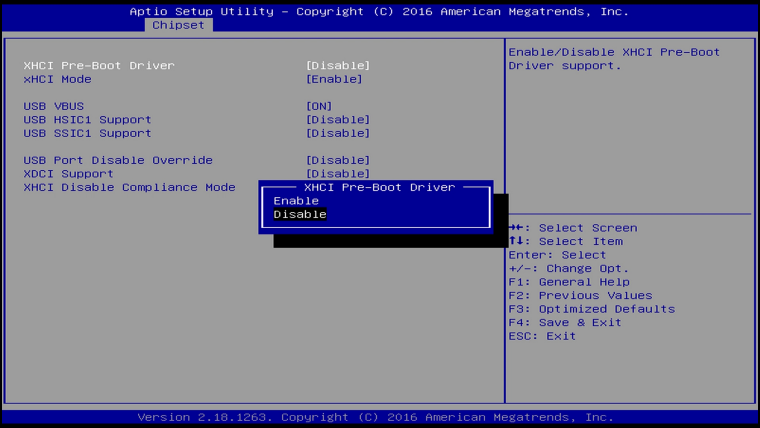 Aptio Setup Utility – Copyright (C) 2016 American Megatrends, Inc.
Chipset
XHCI Pre-Boot Driver [Disable]
xHCI Mode [Enable]
USB VBUS [ON]
USB HSIC1 Support [Disable]
USB SSIC1 Support [Disable]
USB Port Disable Override [Disable]
XDCI Support [Disable]
XHCI Disable Compliance Mode
XHCI Pre-Boot Driver
Enable
Disable
Enable/Disable XHCI Pre-Boot
Driver support.
→←: Select Screen
↑↓: Select Item
Enter: Select
+/-: Change Opt.
F1: General Help
F2: Previous Values
F3: Optimized Defaults
F4: Save & Exit
ESC: Exit
Version 2.18.1263. Copyright (C) 2016 American Megatrends, Inc.